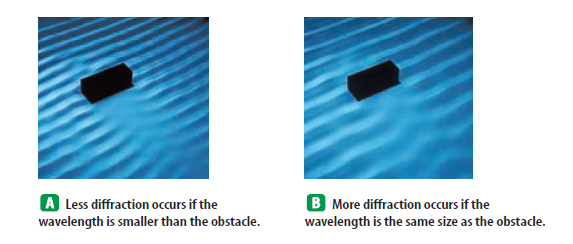 A Less diffraction occurs if the
wavelength is smaller than the obstacle.
B More diffraction occurs if the
wavelength is the same size as the obstacle.